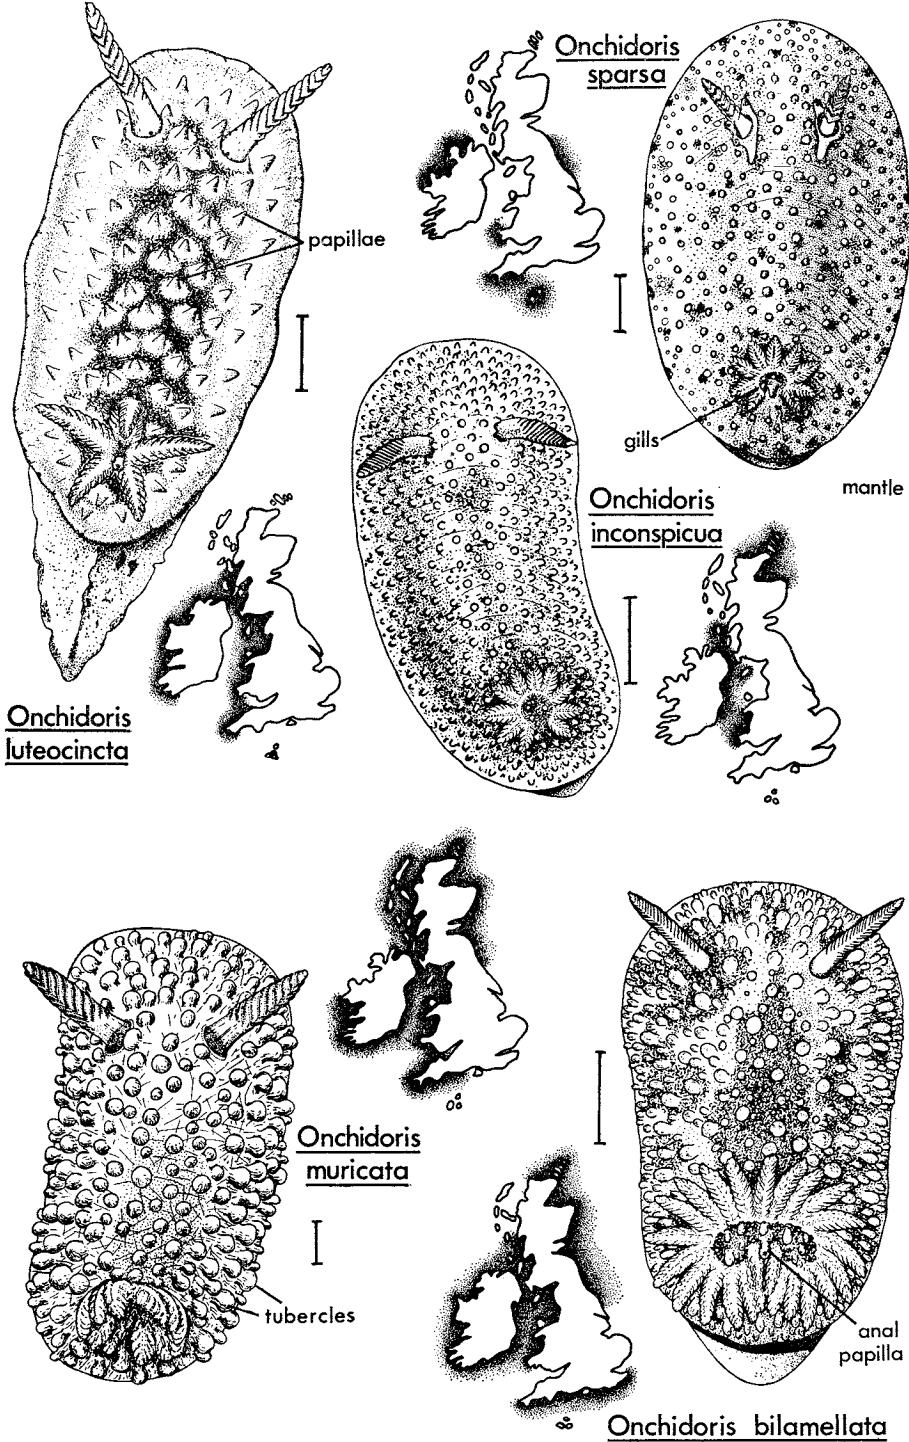 Onchidoris
sparsa
papillae
gills
mantle
Onchidoris
inconspicua
Onchidoris
luteocincta
Onchidoris
muricata
tubercles
anal
papilla
Onchidoris bilamellata